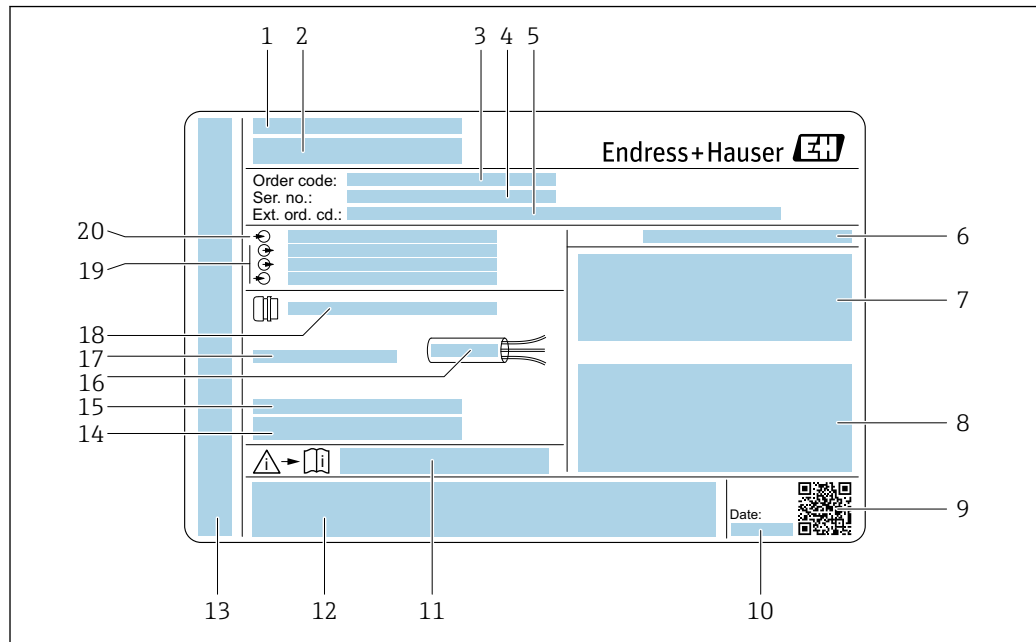 1 2 3 4 5
Endress+Hauser EH
Order code:
Ser. no.:
Ext. ord. cd.:
20
6
19
7
18
17
16
15
14
8
i i
9
Date:
13 12 11 10